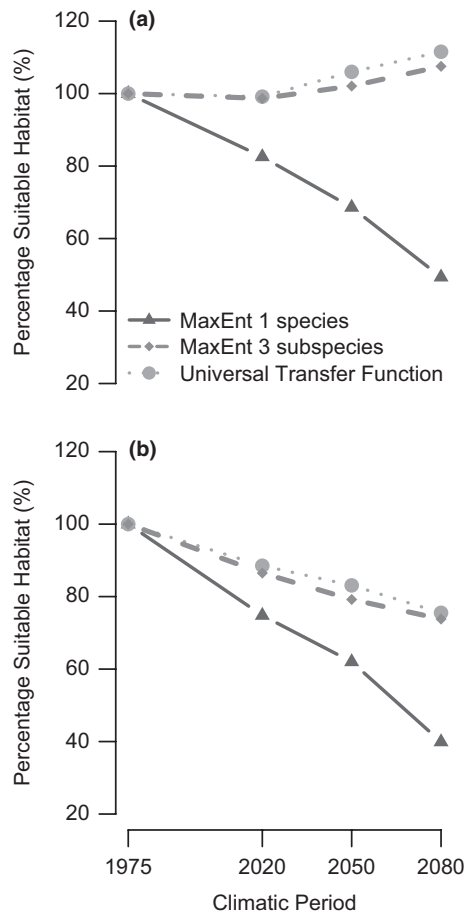 (a)
Percentage Suitable Habitat (%)
120
100
80
60
40
20
MaxEnt 1 species
MaxEnt 3 subspecies
Universal Transfer Function
(b)
Percentage Suitable Habitat (%)
120
100
80
60
40
20
1975 2020 2050 2080
Climatic Period